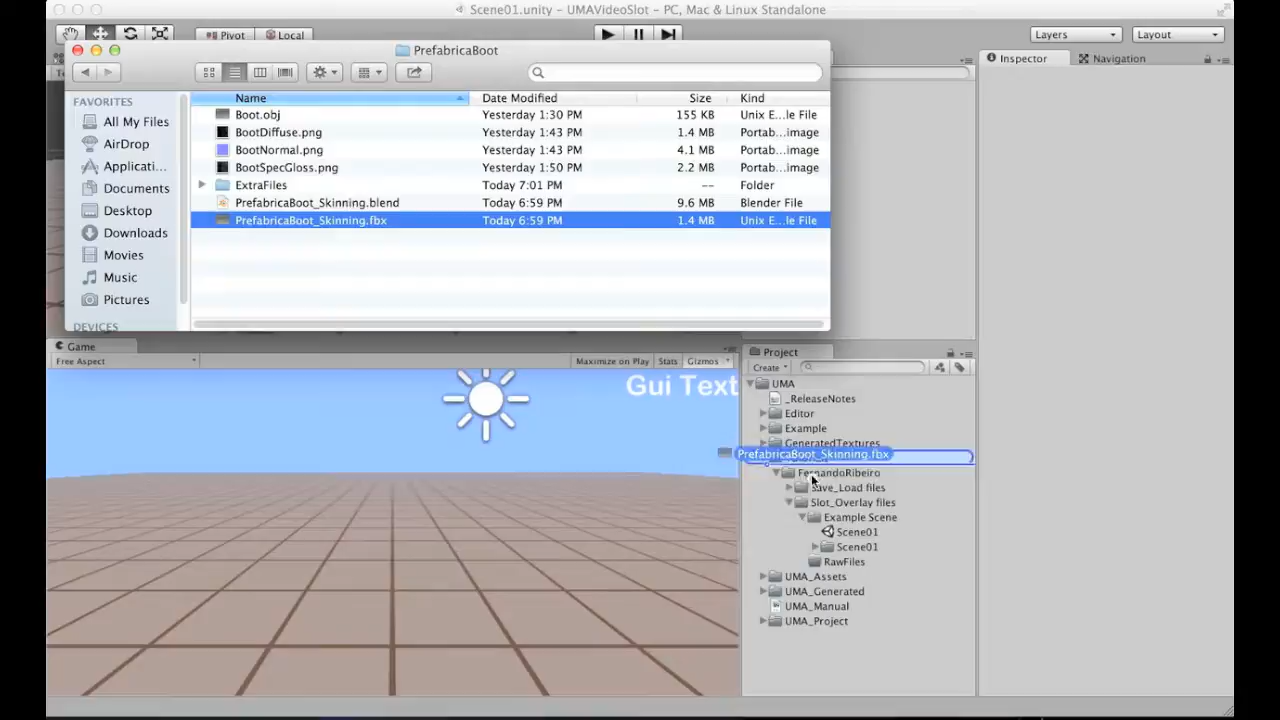 Scene01.unity – UMAVideoSlot – PC, Mac & Linux Standalone
Pivot Local Layers Layout
PrefabricaBoot
Inspector Navigation
FAVORITES
All My Files
AirDrop
Applicati...
Documents
Desktop
Downloads
Movies
Music
Pictures
DEVICES
Name Date Modified Size Kind
Boot.obj Yesterday 1:30 PM 155 KB Unix E...le File
BootDiffuse.png Yesterday 1:43 PM 1.4 MB Portab...image
BootNormal.png Yesterday 1:43 PM 4.1 MB Portab...image
BootSpecGloss.png Yesterday 1:50 PM 2.2 MB Portab...image
ExtraFiles Today 7:01 PM -- Folder
PrefabricaBoot_Skinning.blend Today 6:59 PM 9.6 MB Blender File
PrefabricaBoot_Skinning.fbx Today 6:59 PM 1.4 MB Unix E...le File
Game
Free Aspect Maximize on Play Stats Gizmos
Gui Text
Project
Create
UMA
_ReleaseNotes
Editor
Example
GeneratedTextures
PrefabricaBoot_Skinning.fbx
FernandoRibeiro
Save_Load files
Slot_Overlay files
Example Scene
Scene01
Scene01
RawFiles
UMA_Assets
UMA_Generated
UMA_Manual
UMA_Project